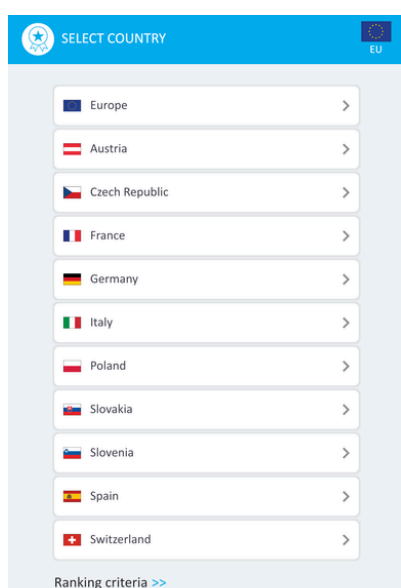 SELECT COUNTRY
EU
Europe
Austria
Czech Republic
France
Germany
Italy
Poland
Slovakia
Slovenia
Spain
Switzerland
Ranking criteria >>